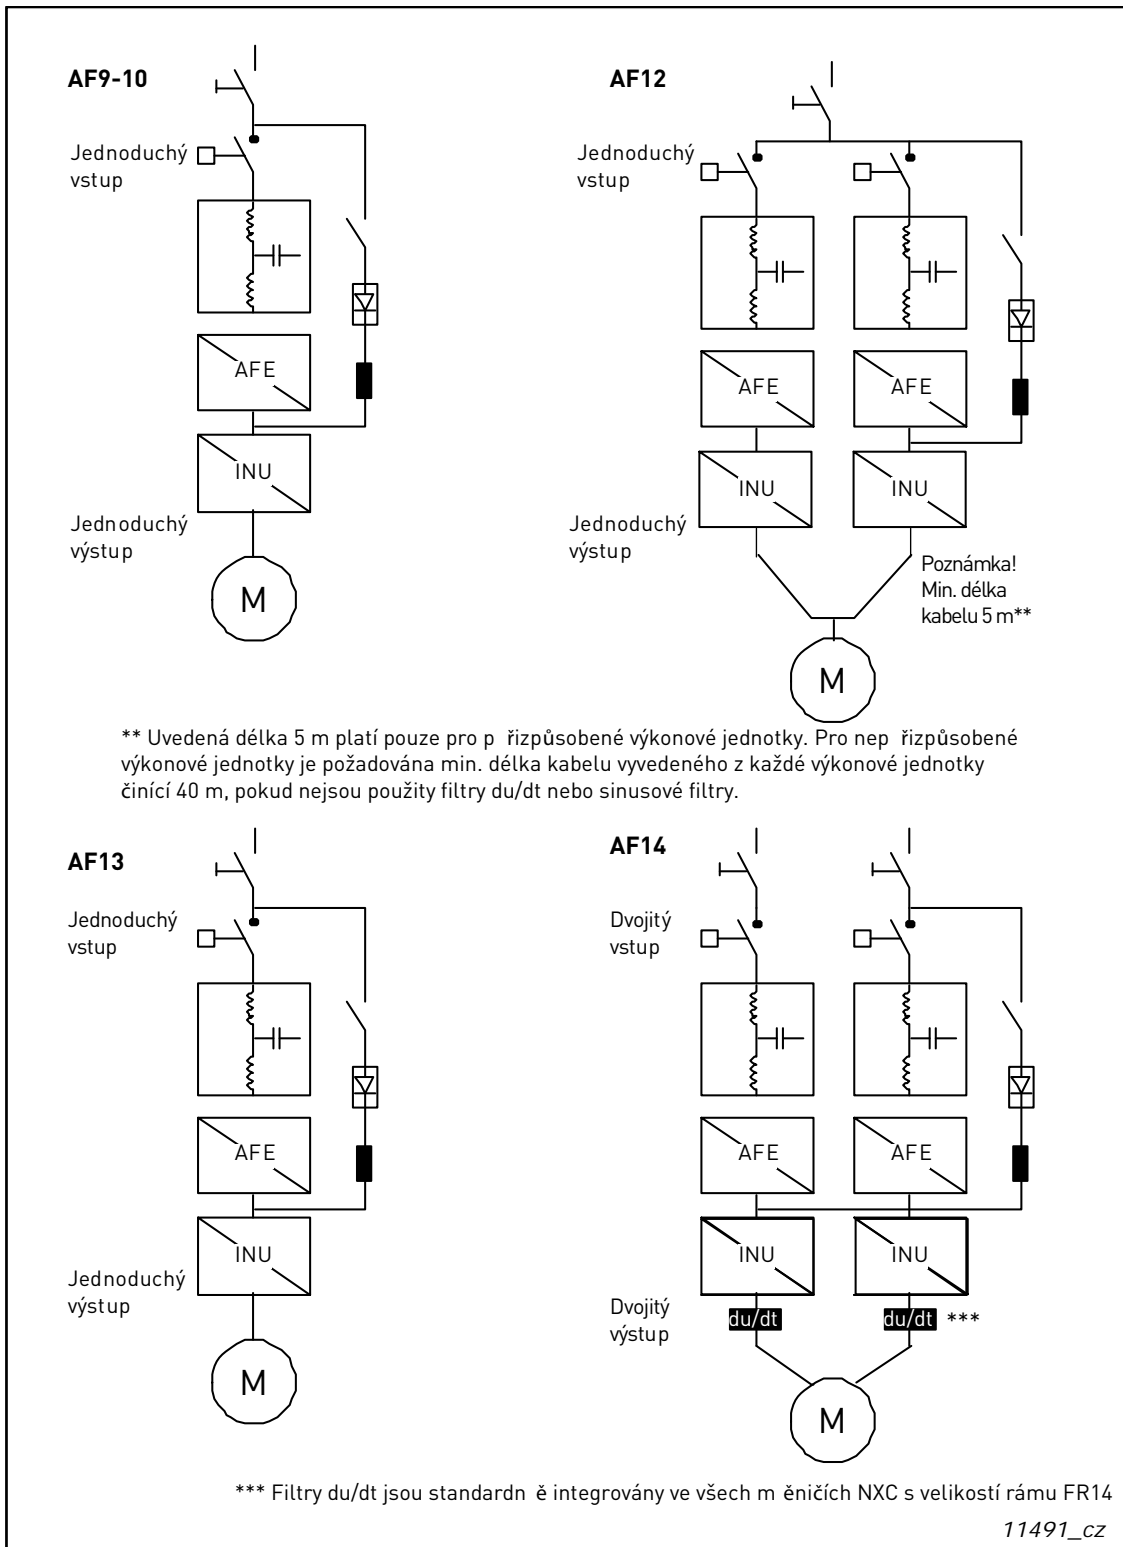 AF9-10
Jednoduchý
vstup
AFE
INU
Jednoduchý
výstup
M
AF12
Jednoduchý
vstup
AFE
AFE
INU
INU
Jednoduchý
výstup
Poznámka!
Min. délka
kabelu 5 m**
M
** Uvedená délka 5 m platí pouze pro p řizpůsobené výkonové jednotky. Pro nep řizpůsobené
výkonové jednotky je požadována min. délka kabelu vyvedeného z každé výkonové jednotky
činící 40 m, pokud nejsou použity filtry du/dt nebo sinusové filtry.
AF13
Jednoduchý
vstup
AFE
INU
Jednoduchý
výstup
M
AF14
Dvojitý
vstup
AFE
AFE
INU
INU
Dvojitý
výstup
du/dt
du/dt ***
M
*** Filtry du/dt jsou standardn ě integrovány ve všech m ěničích NXC s velikostí rámu FR14
11491_cz